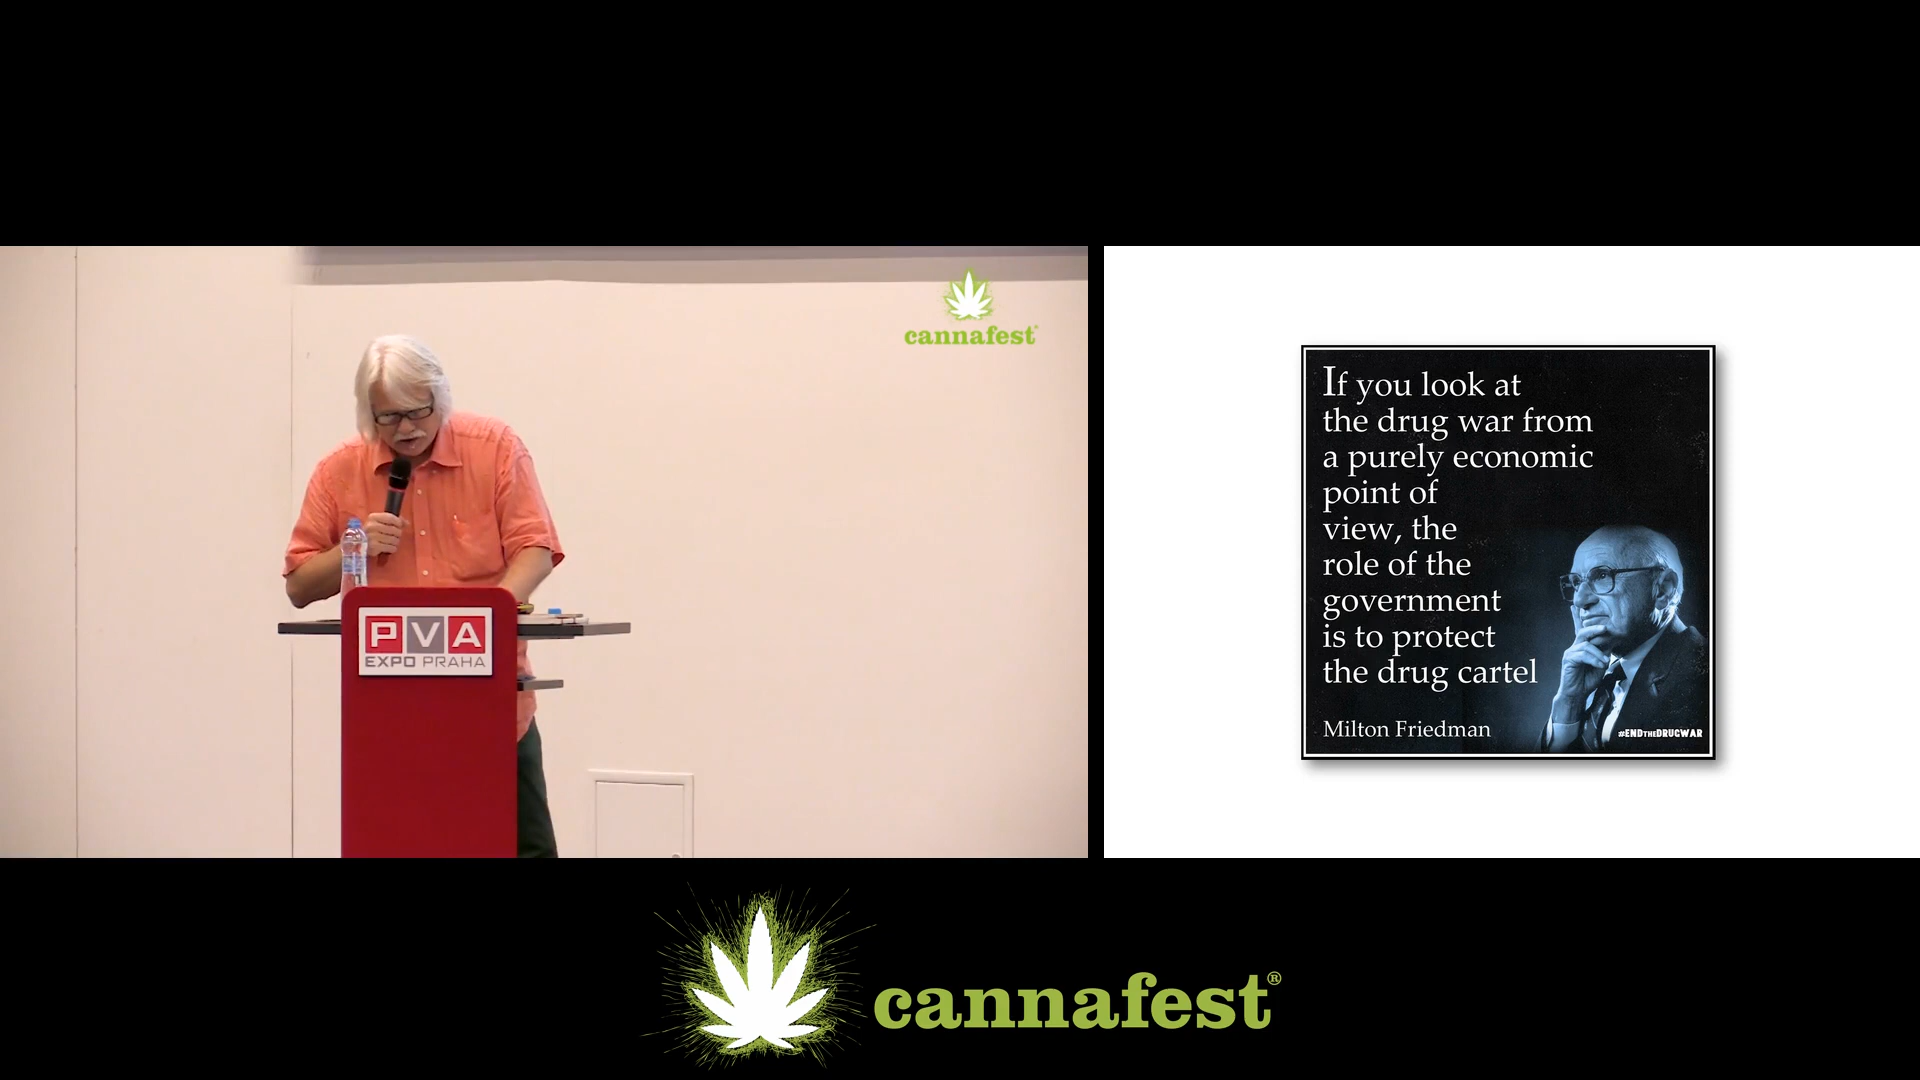 cannafest
PVA
EXPO PRAHA
If you look at
the drug war from
a purely economic
point of
view, the
role of the
government
is to protect
the drug cartel
Milton Friedman
#ENDTHEDRUGWAR
cannafest®